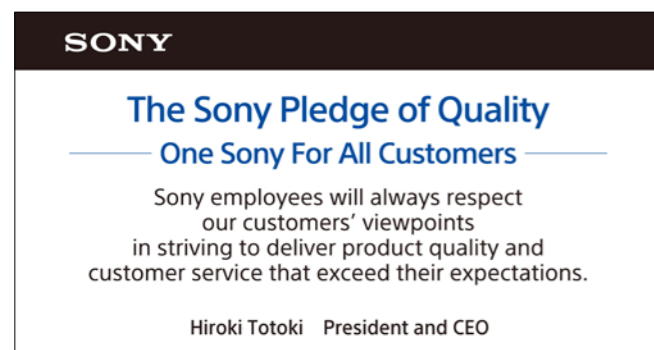 SONY
The Sony Pledge of Quality
One Sony For All Customers
Sony employees will always respect
our customers’ viewpoints
in striving to deliver product quality and
customer service that exceed their expectations.
Hiroki Totoki President and CEO